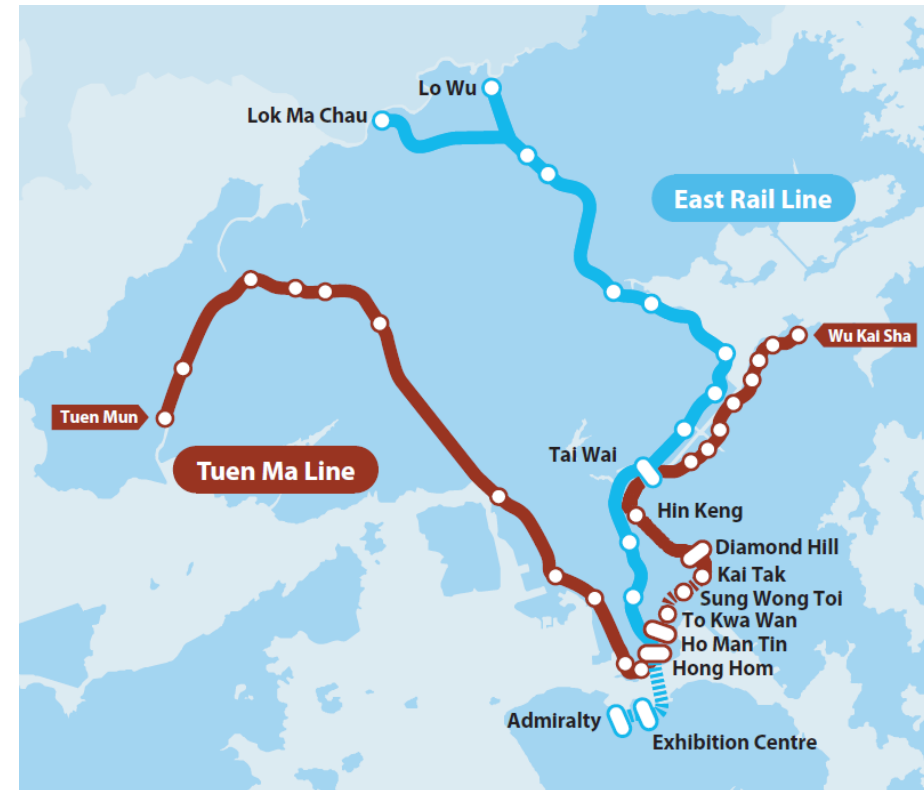 Lo Wu
Lok Ma Chau
East Rail Line
Wu Kai Sha
Tuen Mun
Tuen Ma Line
Tai Wai
Hin Keng
Diamond Hill
Kai Tak
Sung Wong Toi
To Kwa Wan
Ho Man Tin
Hong Hom
Admiralty
Exhibition Centre